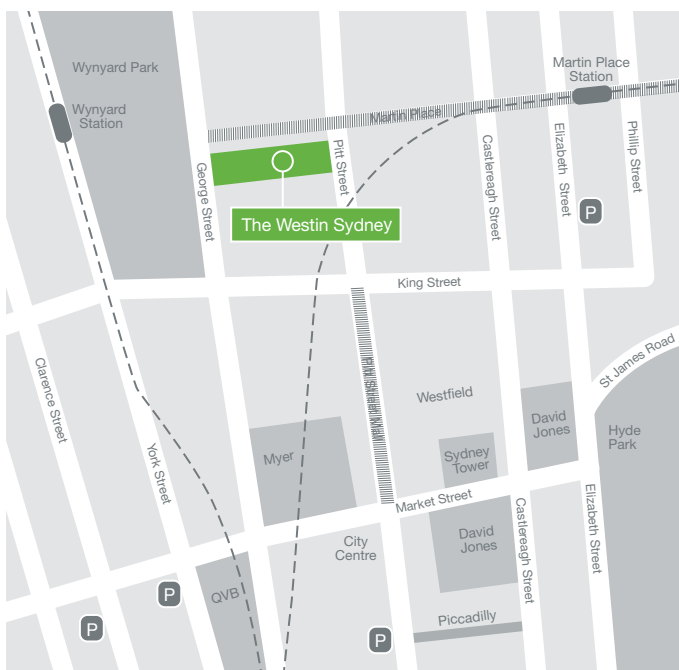 Wynyard Park
Martin Place
Station
Wynyard
Station
Martin Place
George Street
Pitt Street
Castlereagh Street
Elizabeth Street
Phillip Street
P
The Westin Sydney
King Street
St James Road
Clarence Street
York Street
Pitt Street Mall
Westfield
David
Jones
Hyde
Park
Myer
Sydney
Tower
Market Street
City
Centre
David
Jones
Castlereagh Street
Elizabeth Street
QVB
P
P
Piccadilly
P